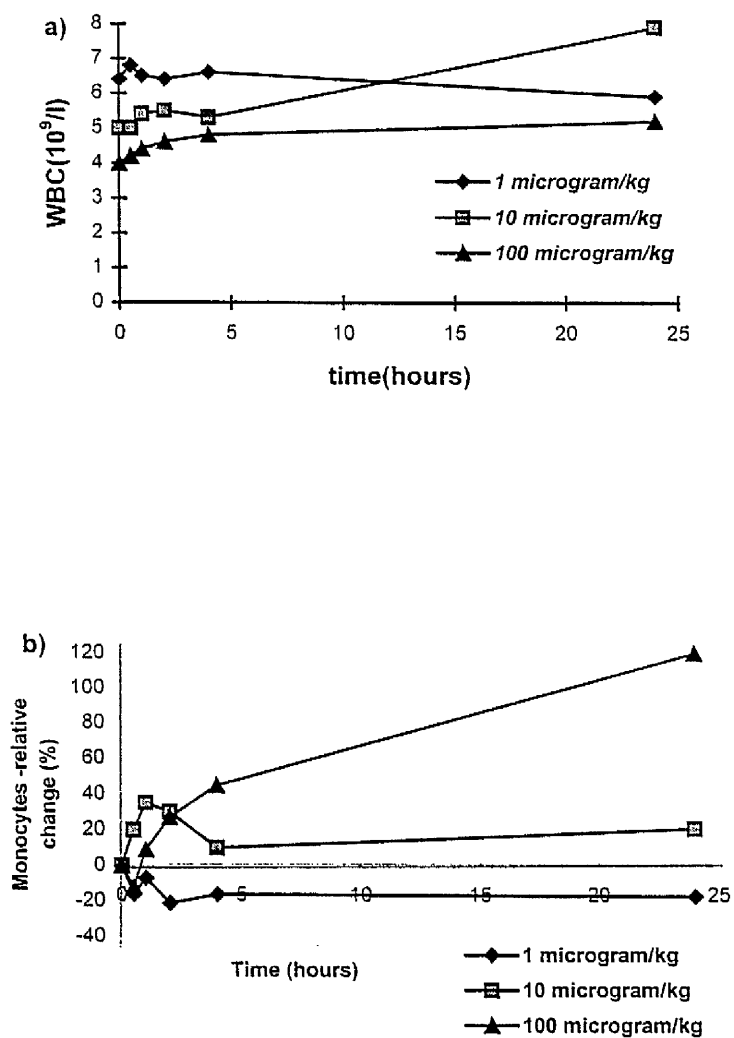 a)
8
7
6
5
4
3
2
1
0
WBC(10⁹/l)
1 microgram/kg
10 microgram/kg
100 microgram/kg
0 5 10 15 20 25
time(hours)
b)
120
100
80
60
40
20
0
-20
-40
Monocytes -relative
change (%)
0 5 10 15 20 25
Time (hours)
1 microgram/kg
10 microgram/kg
100 microgram/kg